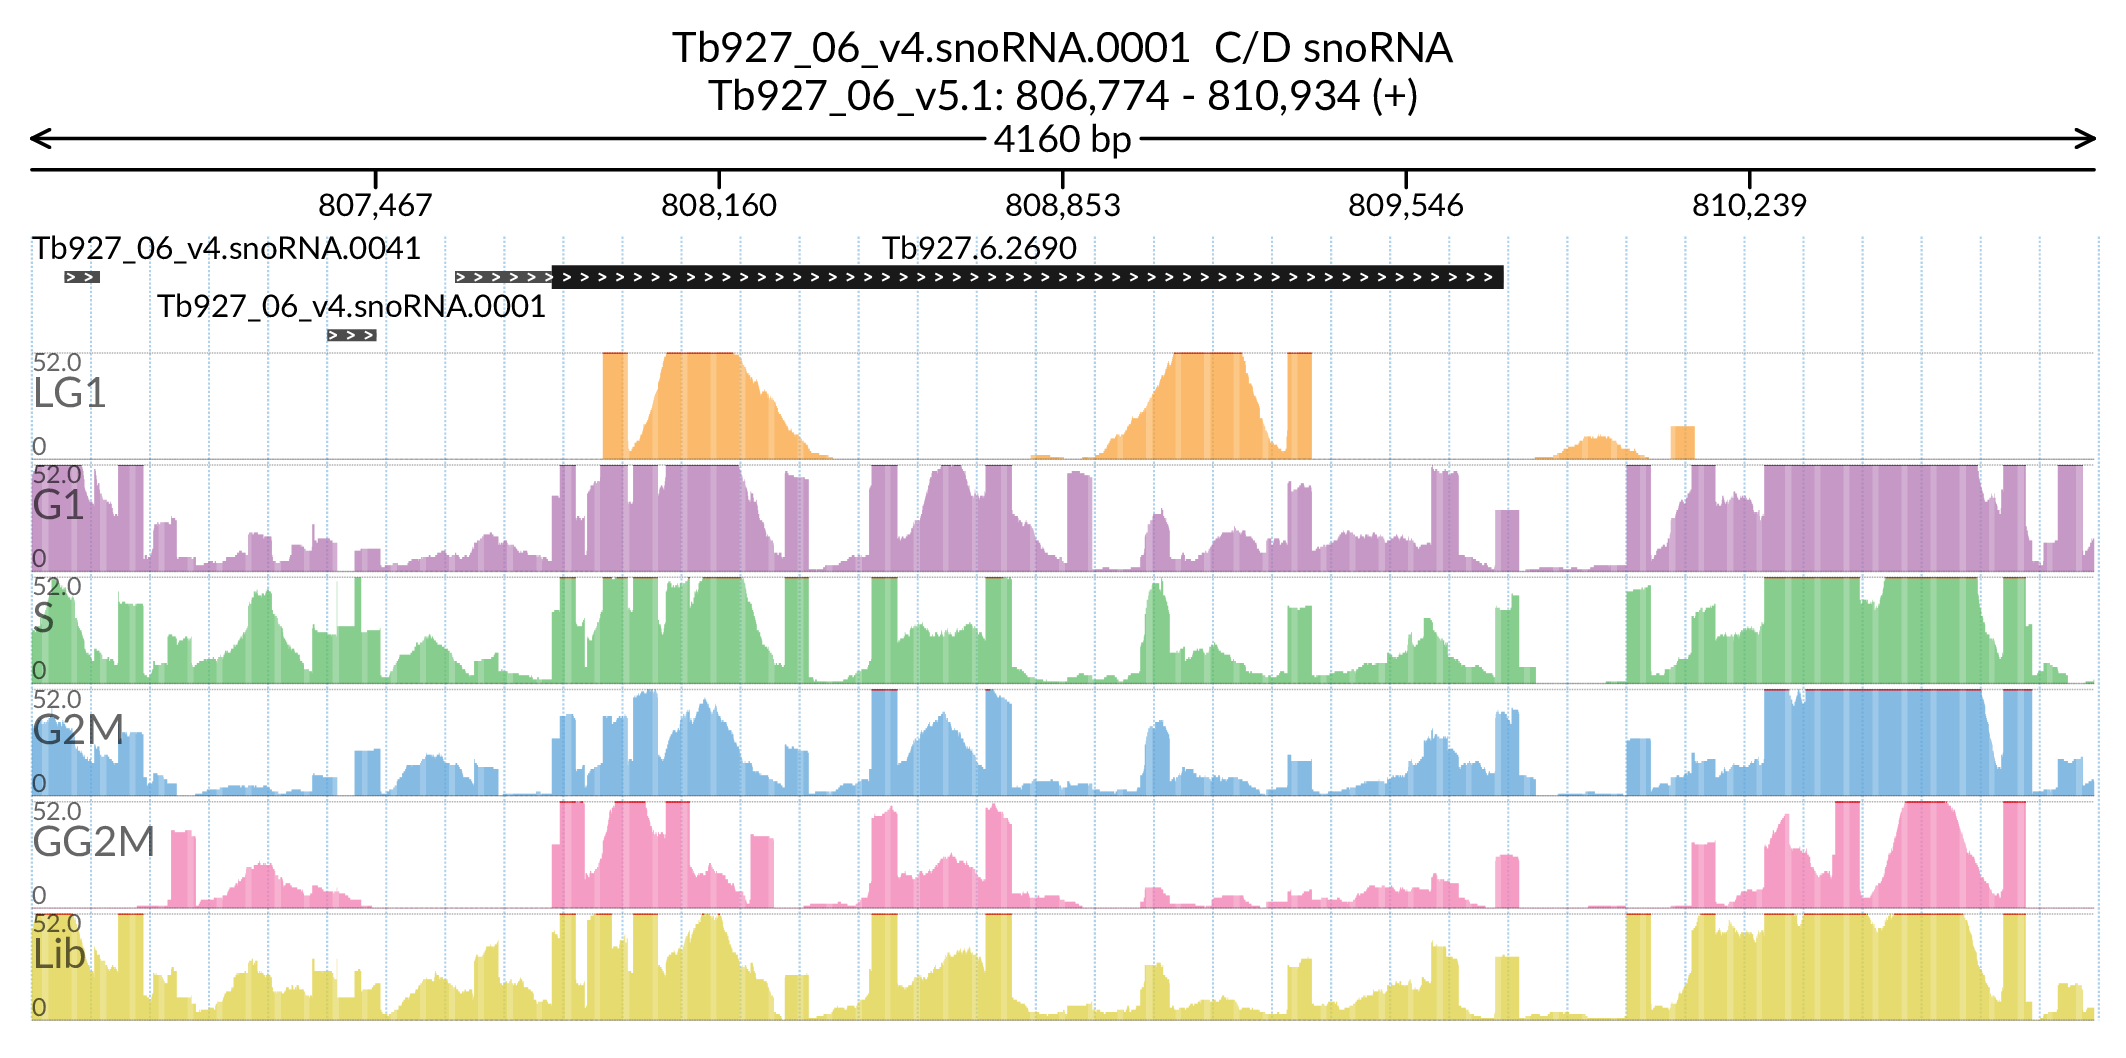 Tb927_06_v4.snoRNA.0001 C/D snoRNA
Tb927_06_v5.1: 806,774 - 810,934 (+)
4160 bp
807,467 808,160 808,853 809,546 810,239
Tb927_06_v4.snoRNA.0041 Tb927.6.2690
Tb927_06_v4.snoRNA.0001
52.0
LG1
0
52.0
G1
0
52.0
S
0
52.0
G2M
0
52.0
GG2M
0
52.0
Lib
0